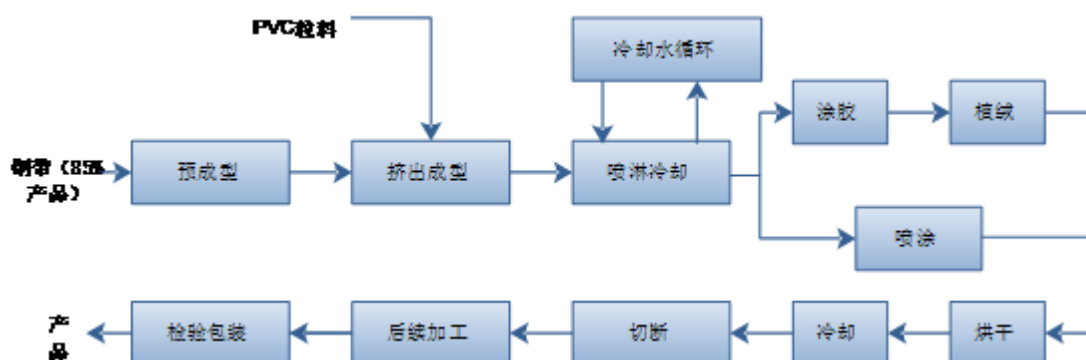 PVC粒料
冷却水循环
涂胶
植绒
钢带（85%
产品）
预成型
挤出成型
喷淋冷却
喷涂
产
品
检验包装
后续加工
切断
冷却
烘干